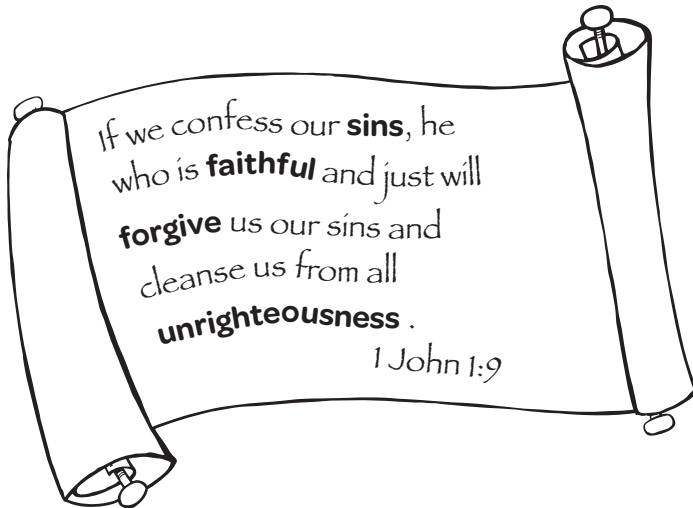 If we confess our sins, he
who is faithful and just will
forgive us our sins and
cleanse us from all
unrighteousness .
1 John 1:9